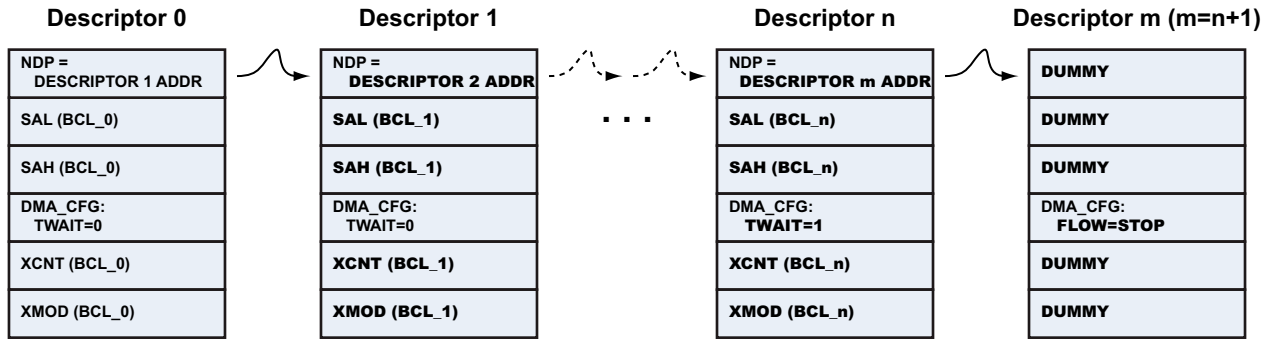 Descriptor 0
Descriptor 1
Descriptor n
Descriptor m (m=n+1)
NDP =
DESCRIPTOR 1 ADDR
SAL (BCL_0)
SAH (BCL_0)
DMA_CFG:
TWAIT=0
XCNT (BCL_0)
XMOD (BCL_0)
NDP =
DESCRIPTOR 2 ADDR
SAL (BCL_1)
SAH (BCL_1)
DMA_CFG:
TWAIT=0
XCNT (BCL_1)
XMOD (BCL_1)
. . .
NDP =
DESCRIPTOR m ADDR
SAL (BCL_n)
SAH (BCL_n)
DMA_CFG:
TWAIT=1
XCNT (BCL_n)
XMOD (BCL_n)
DUMMY
DUMMY
DUMMY
DMA_CFG:
FLOW=STOP
DUMMY
DUMMY